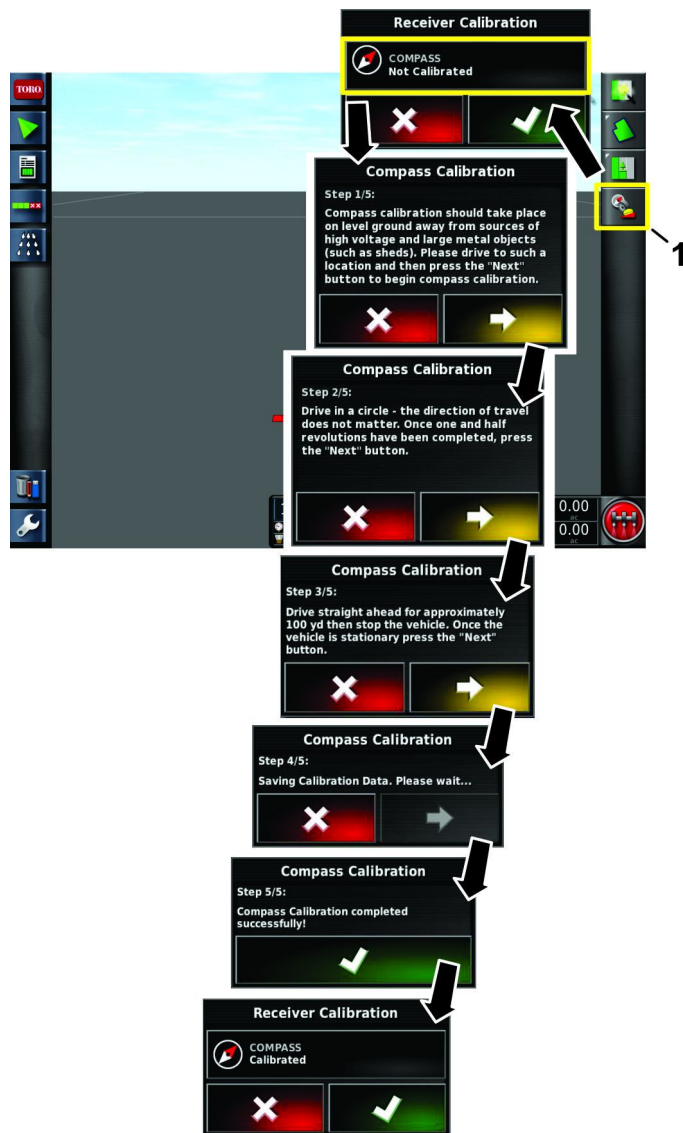 Receiver Calibration
COMPASS
Not Calibrated
TORO
Compass Calibration
Step 1/5:
Compass calibration should take place
on level ground away from sources of
high voltage and large metal objects
(such as sheds). Please drive to such a
location and then press the "Next"
button to begin compass calibration.
1
Compass Calibration
Step 2/5:
Drive in a circle - the direction of travel
does not matter. Once one and half
revolutions have been completed, press
the "Next" button.
0.00
ac
0.00
ac
Compass Calibration
Step 3/5:
Drive straight ahead for approximately
100 yd then stop the vehicle. Once the
vehicle is stationary press the "Next"
button.
Compass Calibration
Step 4/5:
Saving Calibration Data. Please wait...
Compass Calibration
Step 5/5:
Compass Calibration completed
successfully!
Receiver Calibration
COMPASS
Calibrated